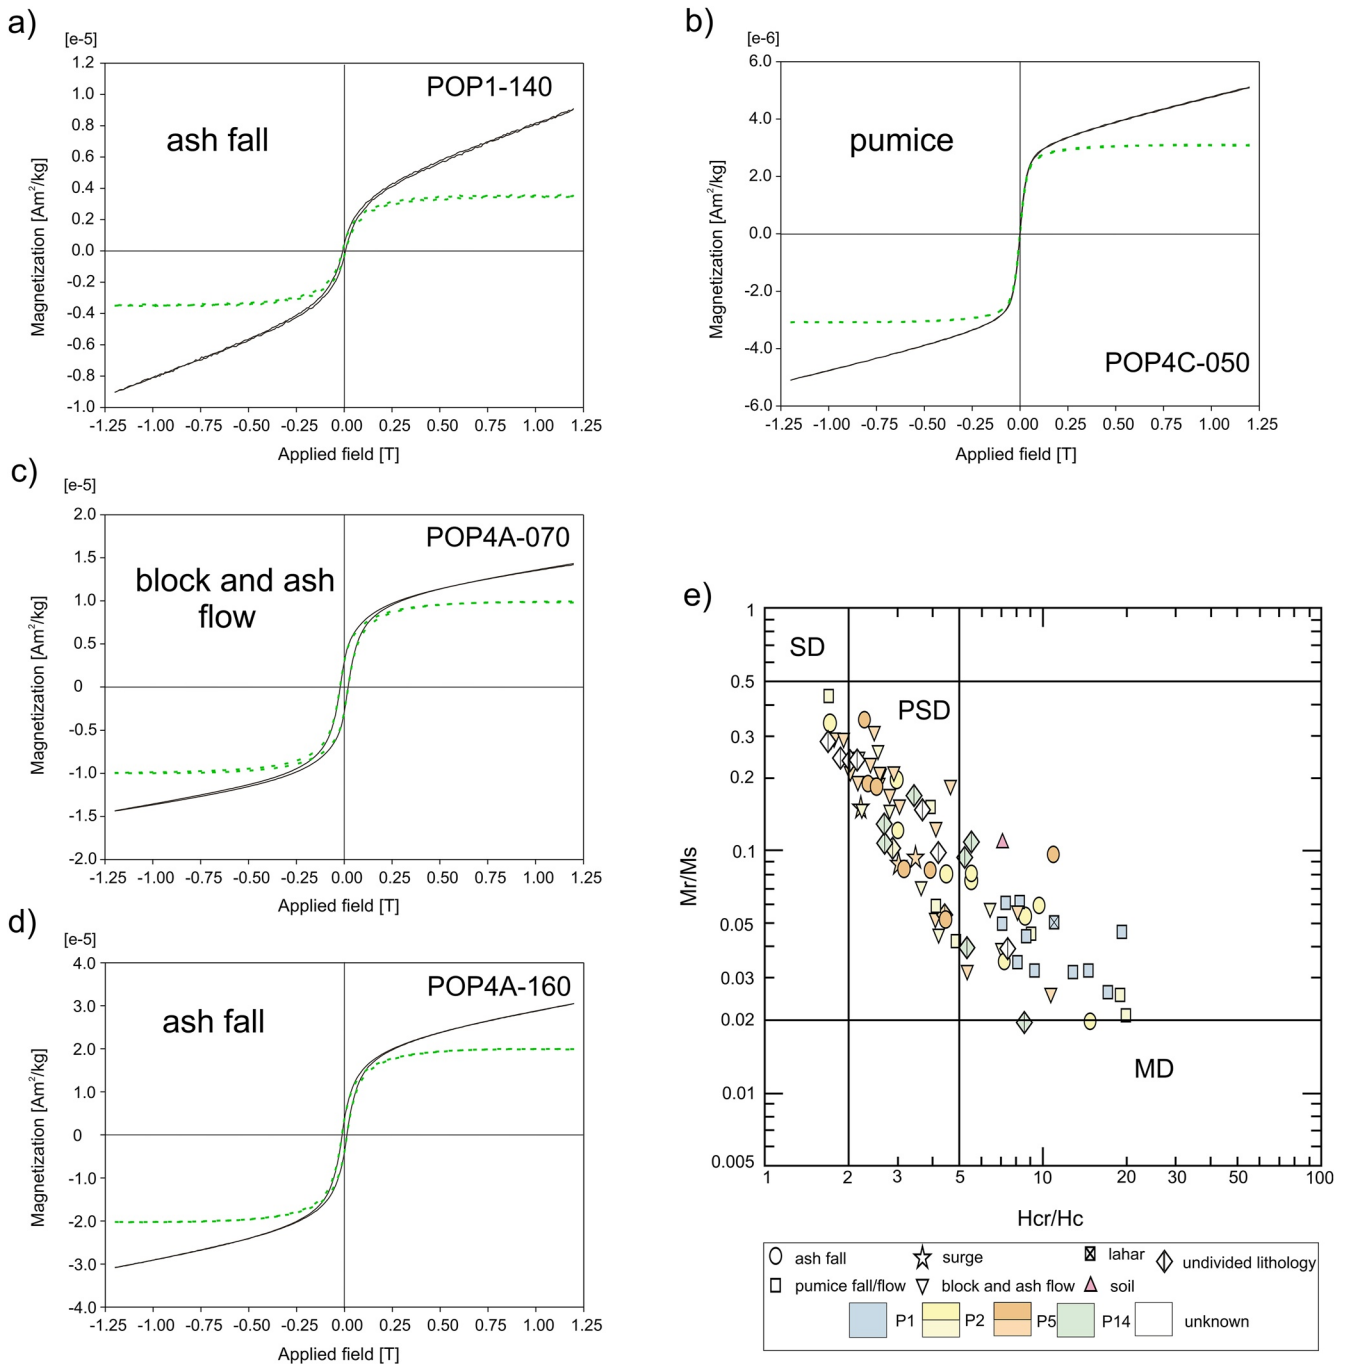 a)
[e-5]
POP1-140
ash fall
Magnetization [Am²/kg]
1.2
1.0
0.8
0.6
0.4
0.2
0.0
-0.2
-0.4
-0.6
-0.8
-1.0
-1.25 -1.00 -0.75 -0.50 -0.25 0.00 0.25 0.50 0.75 1.00 1.25
Applied field [T]
b)
[e-6]
pumice
POP4C-050
Magnetization [Am²/kg]
6.0
4.0
2.0
0.0
-2.0
-4.0
-6.0
-1.25 -1.00 -0.75 -0.50 -0.25 0.00 0.25 0.50 0.75 1.00 1.25
Applied field [T]
c)
[e-5]
POP4A-070
block and ash
flow
Magnetization [Am²/kg]
2.0
1.5
1.0
0.5
0
-0.5
-1.0
-1.5
-2.0
-1.25 -1.00 -0.75 -0.50 -0.25 0.00 0.25 0.50 0.75 1.00 1.25
Applied field [T]
d)
[e-5]
POP4A-160
ash fall
Magnetization [Am²/kg]
4.0
3.0
2.0
1.0
0
-1.0
-2.0
-3.0
-4.0
-1.25 -1.00 -0.75 -0.50 -0.25 0.00 0.25 0.50 0.75 1.00 1.25
Applied field [T]
e)
SD
PSD
MD
Mr/Ms
1
0.5
0.3
0.2
0.1
0.05
0.03
0.02
0.01
0.005
1 2 3 5 10 20 30 50 100
Hcr/Hc
ash fall surge lahar undivided lithology
pumice fall/flow block and ash flow soil
P1 P2 P5 P14 unknown